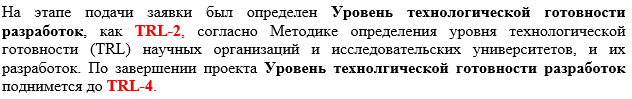 На этапе подачи заявки был определен Уровень технологической готовности
разработок, как TRL-2, согласно Методике определения уровня технологической
готовности (TRL) научных организаций и исследовательских университетов, и их
разработок. По завершении проекта Уровень технолгической готовности разработок
поднимется до TRL-4.